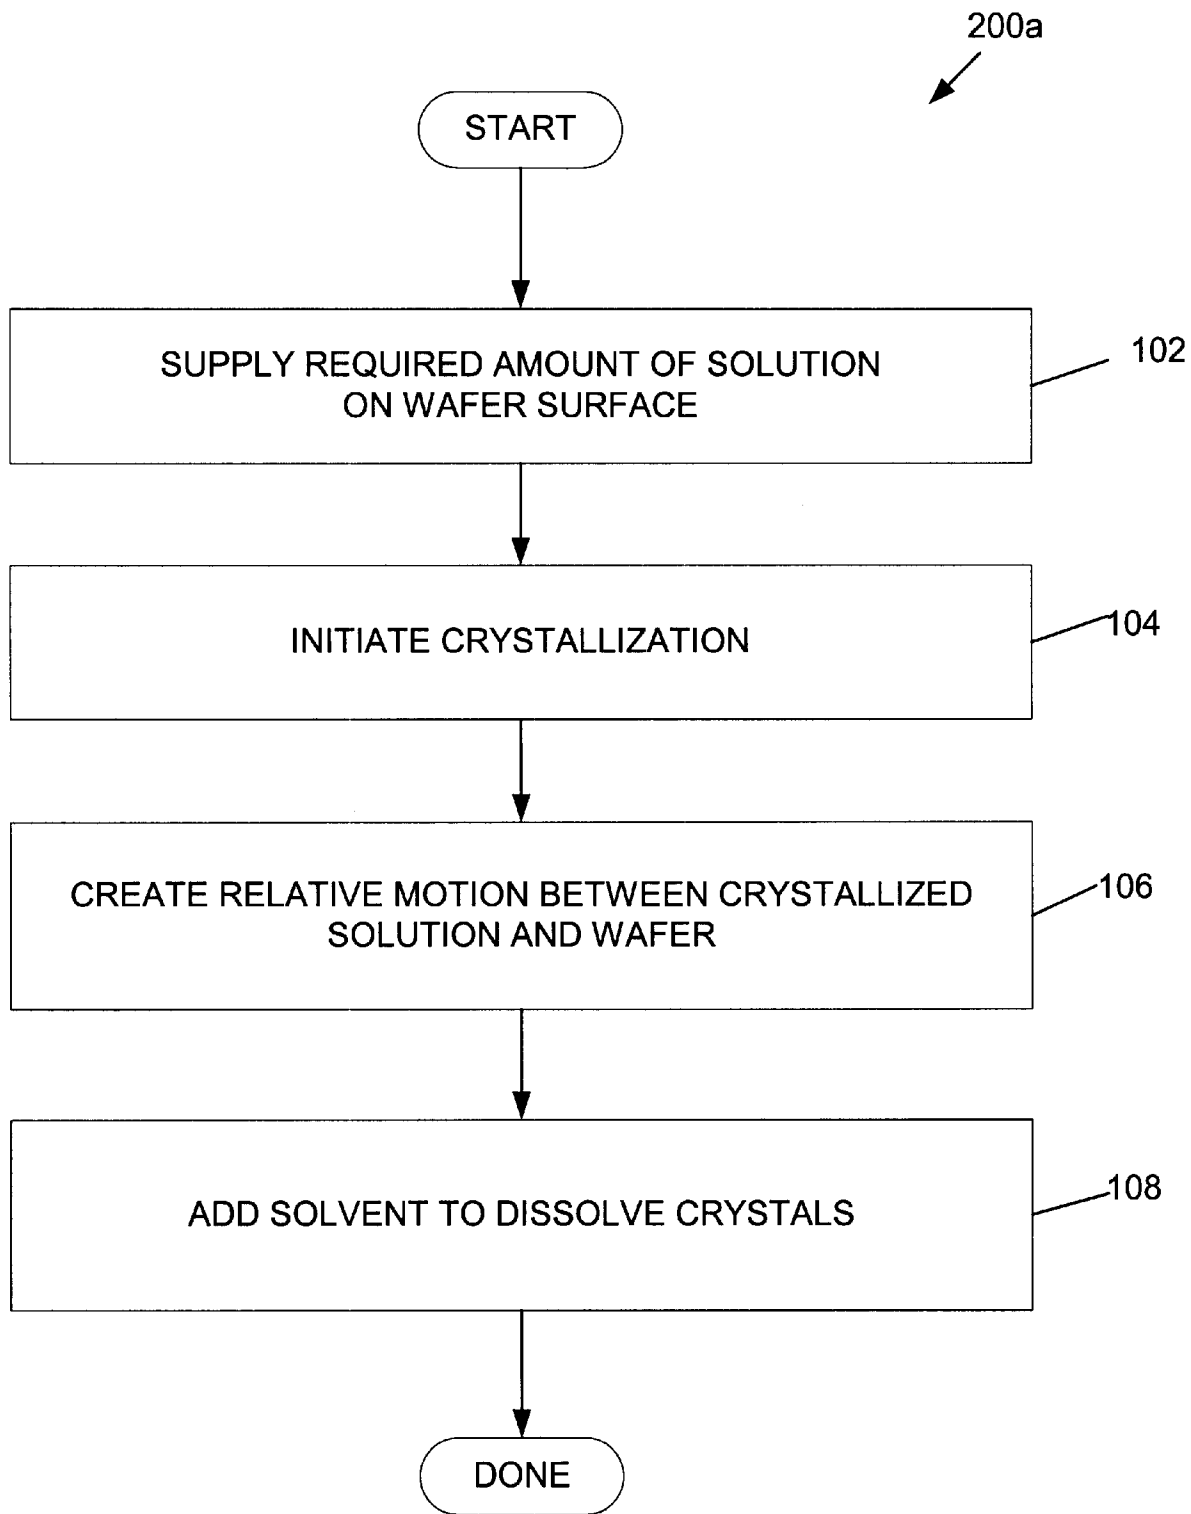 200a
START
SUPPLY REQUIRED AMOUNT OF SOLUTION
ON WAFER SURFACE
102
INITIATE CRYSTALLIZATION
104
CREATE RELATIVE MOTION BETWEEN CRYSTALLIZED
SOLUTION AND WAFER
106
ADD SOLVENT TO DISSOLVE CRYSTALS
108
DONE